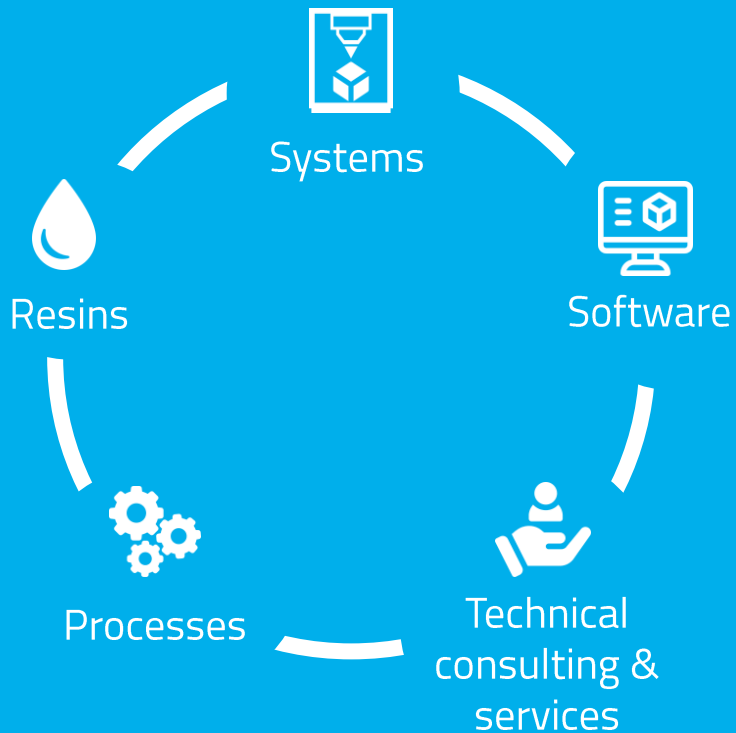 Systems
Software
Resins
Processes
Technical
consulting &
services